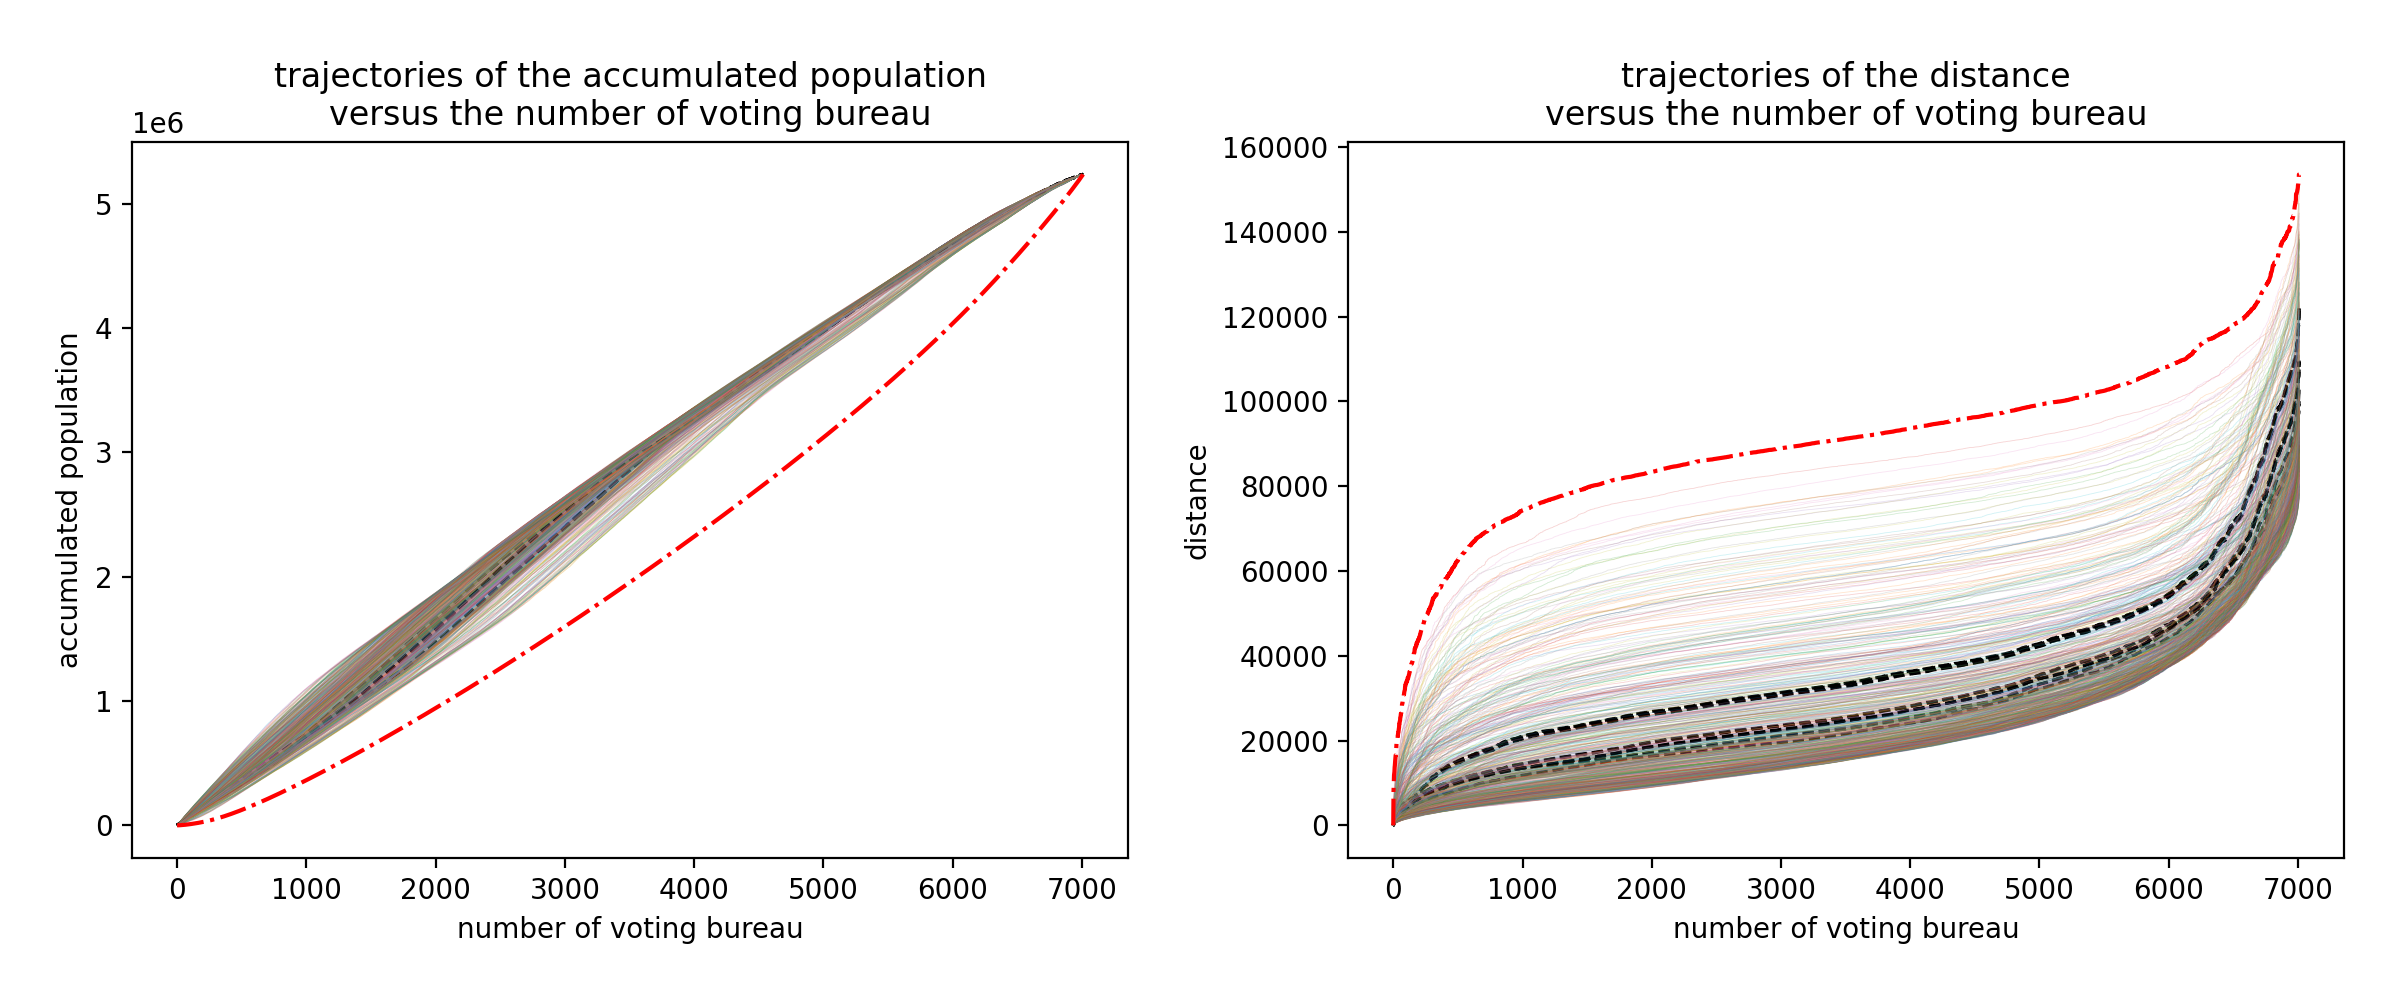 trajectories of the accumulated population
versus the number of voting bureau
1e6
5
4
3
2
1
0
accumulated population
0 1000 2000 3000 4000 5000 6000 7000
number of voting bureau
trajectories of the distance
versus the number of voting bureau
160000
140000
120000
100000
80000
60000
40000
20000
0
distance
0 1000 2000 3000 4000 5000 6000 7000
number of voting bureau